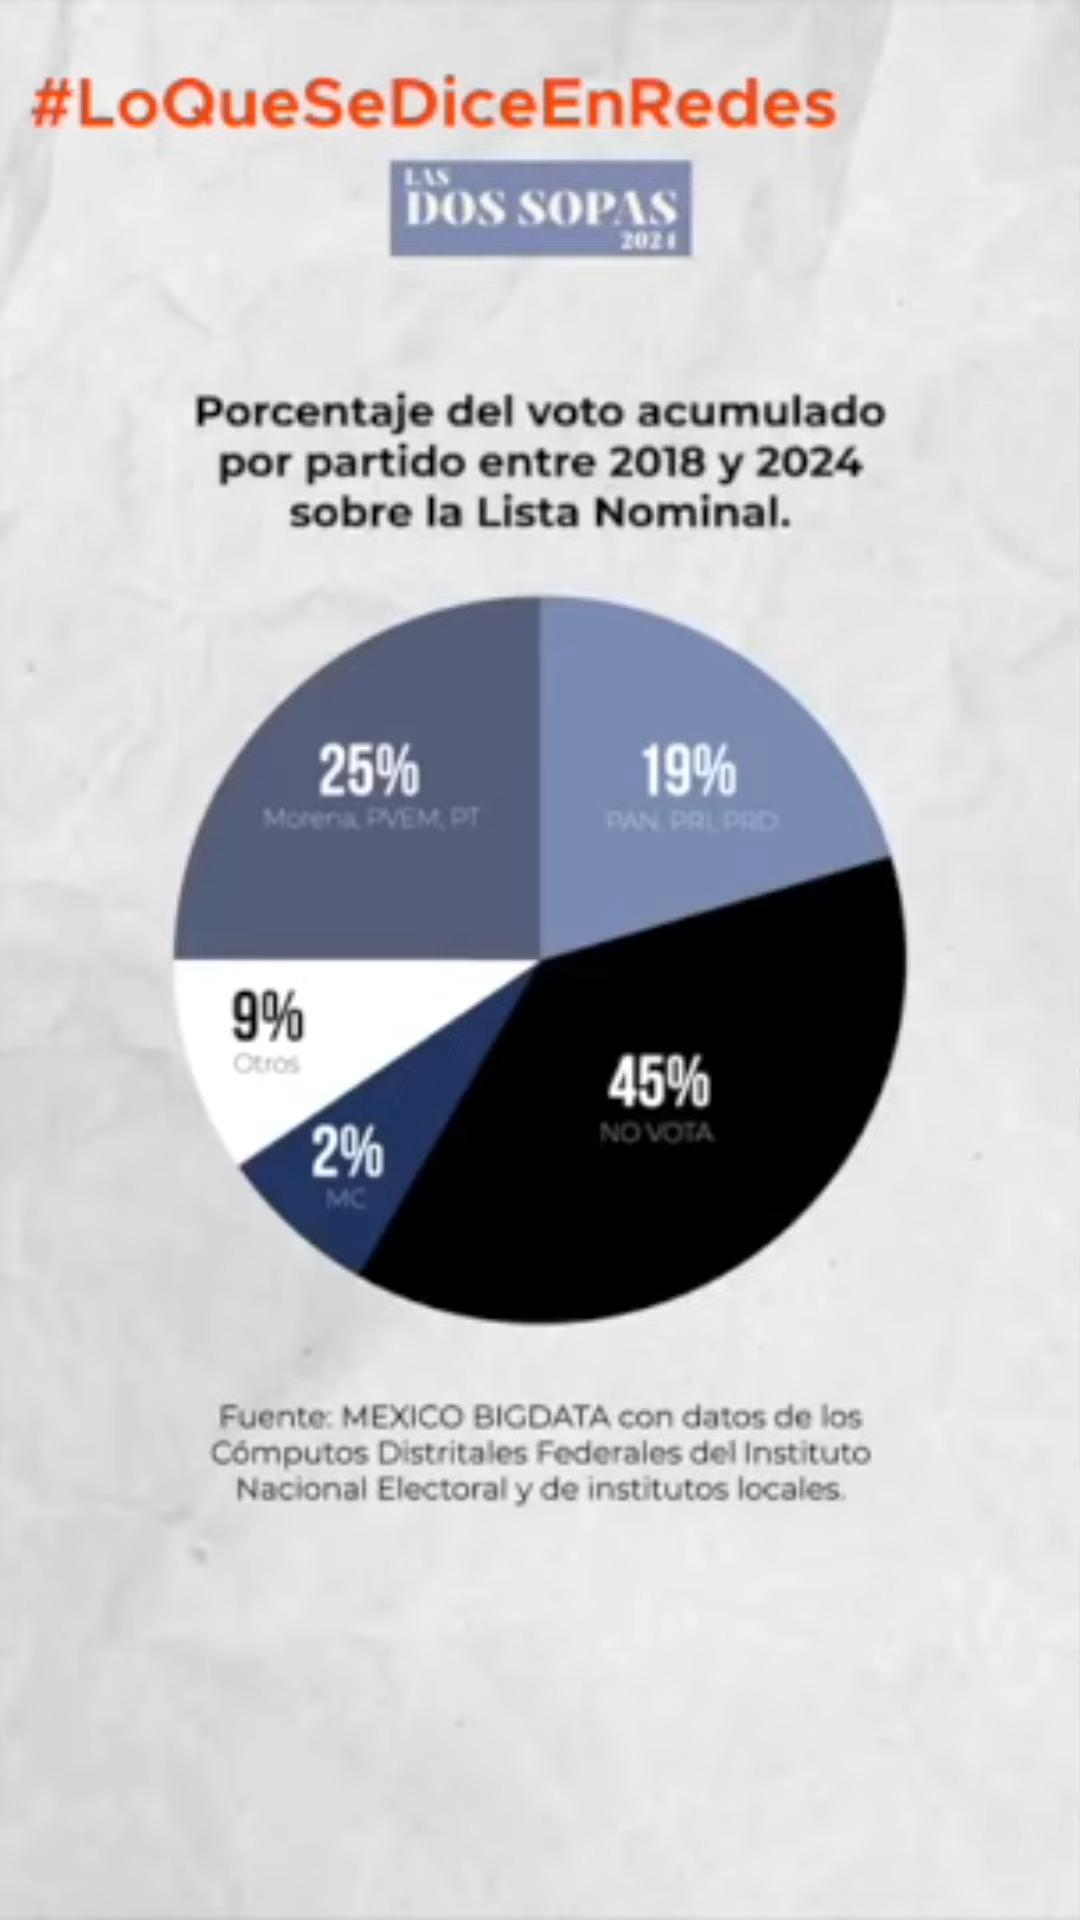 #LoQueSeDiceEnRedes
LAS
DOS SOPAS
2024
Porcentaje del voto acumulado
por partido entre 2018 y 2024
sobre la Lista Nominal.
25%
Morena, PVEM, PT
19%
PAN, PRI, PRD
9%
Otros
2%
MC
45%
NO VOTA
Fuente: MEXICO BIGDATA con datos de los
Cómputos Distritales Federales del Instituto
Nacional Electoral y de institutos locales.